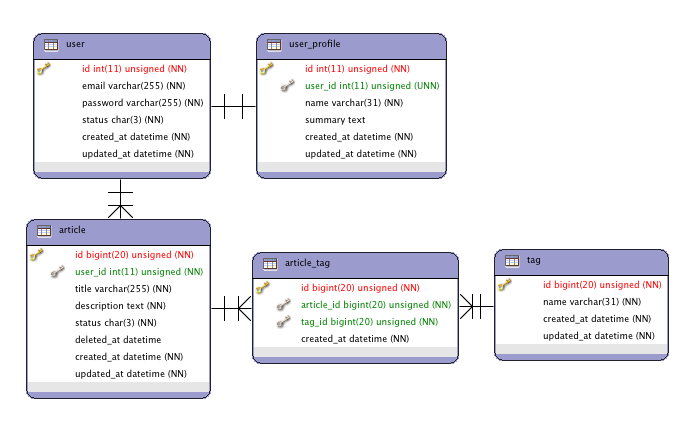 user
id int(11) unsigned (NN)
email varchar(255) (NN)
password varchar(255) (NN)
status char(3) (NN)
created_at datetime (NN)
updated_at datetime (NN)
user_profile
id int(11) unsigned (NN)
user_id int(11) unsigned (UNN)
name varchar(31) (NN)
summary text
created_at datetime (NN)
updated_at datetime (NN)
article
id bigint(20) unsigned (NN)
user_id int(11) unsigned (NN)
title varchar(255) (NN)
description text (NN)
status char(3) (NN)
deleted_at datetime
created_at datetime (NN)
updated_at datetime (NN)
article_tag
id bigint(20) unsigned (NN)
article_id bigint(20) unsigned (NN)
tag_id bigint(20) unsigned (NN)
created_at datetime (NN)
tag
id bigint(20) unsigned (NN)
name varchar(31) (NN)
created_at datetime (NN)
updated_at datetime (NN)